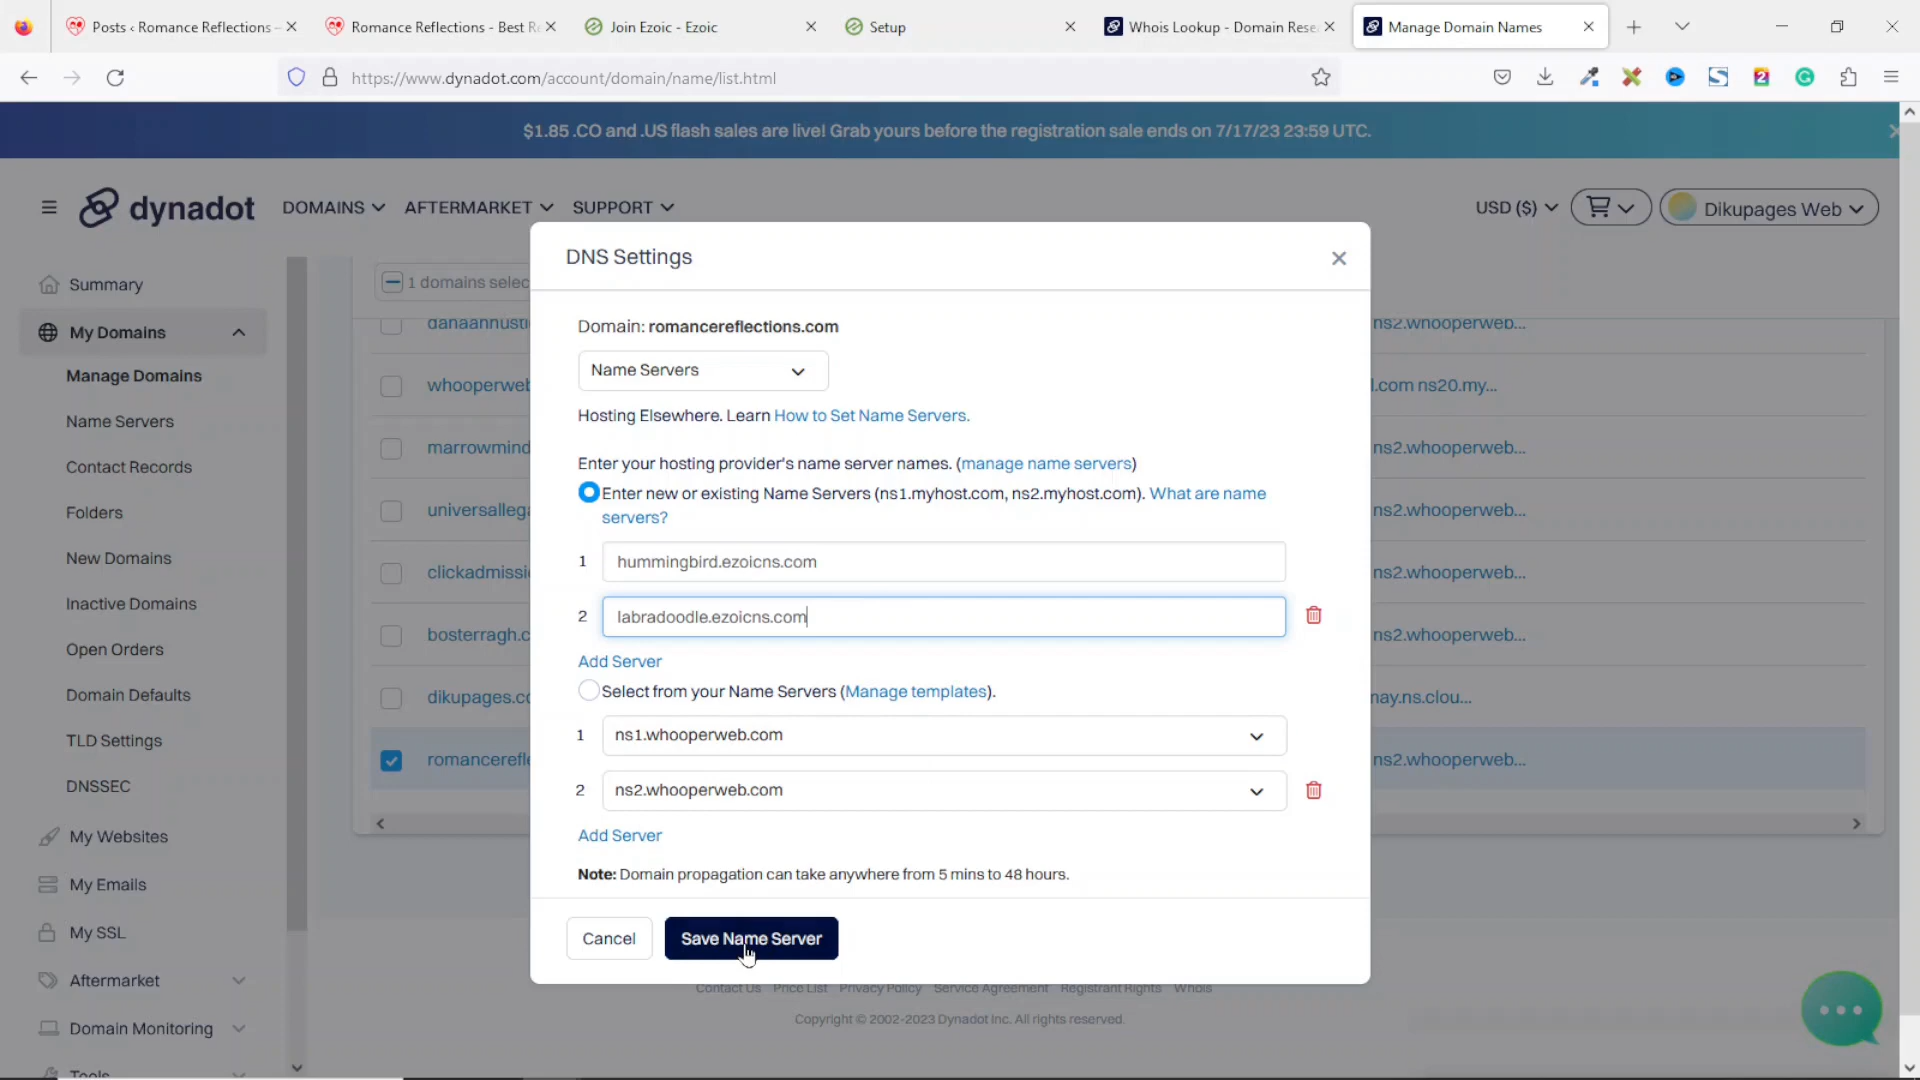 Posts ‹ Romance Reflections –
Romance Reflections - Best Re
Join Ezoic - Ezoic
Setup
Whois Lookup - Domain Rese
Manage Domain Names
https://www.dynadot.com/account/domain/name/list.html
$1.85 .CO and .US flash sales are live! Grab yours before the registration sale ends on 7/17/23 23:59 UTC.
dynadot
DOMAINS
AFTERMARKET
SUPPORT
USD ($)
Dikupages Web
Summary
My Domains
Manage Domains
Name Servers
Contact Records
Folders
New Domains
Inactive Domains
Open Orders
Domain Defaults
TLD Settings
DNSSEC
My Websites
My Emails
My SSL
Aftermarket
Domain Monitoring
Tools
1 domains selec
danaannusti
ns2.whooperweb...
whooperweb
l.com ns20.my...
marrowmind
ns2.whooperweb...
universallega
ns2.whooperweb...
clickadmissi
ns2.whooperweb...
bosterragh.c
ns2.whooperweb...
dikupages.co
nay.ns.clou...
romancerefle
ns2.whooperweb...
DNS Settings
Domain: romancereflections.com
Name Servers
Hosting Elsewhere. Learn How to Set Name Servers.
Enter your hosting provider's name server names. (manage name servers)
Enter new or existing Name Servers (ns1.myhost.com, ns2.myhost.com). What are name
servers?
1 hummingbird.ezoicns.com
2 labradoodle.ezoicns.com
Add Server
Select from your Name Servers (Manage templates).
1 ns1.whooperweb.com
2 ns2.whooperweb.com
Add Server
Note: Domain propagation can take anywhere from 5 mins to 48 hours.
Cancel
Save Name Server
Contact Us Price List Privacy Policy Service Agreement Registrant Rights Whois
Copyright © 2002-2023 Dynadot Inc. All rights reserved.